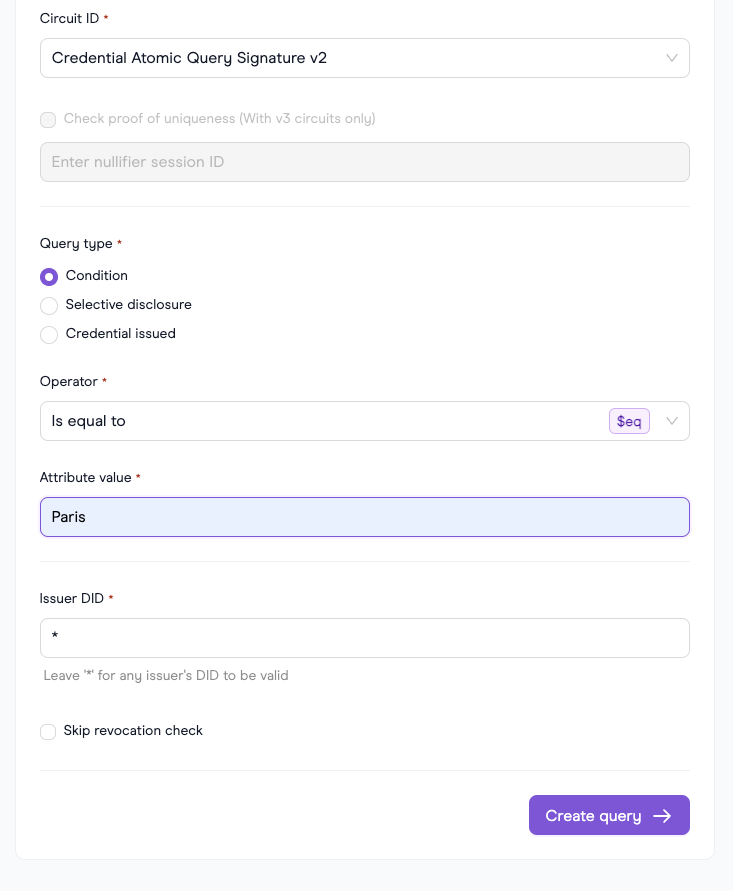 Circuit ID *
Credential Atomic Query Signature v2
Check proof of uniqueness (With v3 circuits only)
Enter nullifier session ID
Query type *
Condition
Selective disclosure
Credential issued
Operator *
Is equal to $eq
Attribute value *
Paris
Issuer DID *
*
Leave '*' for any issuer's DID to be valid
Skip revocation check
Create query →